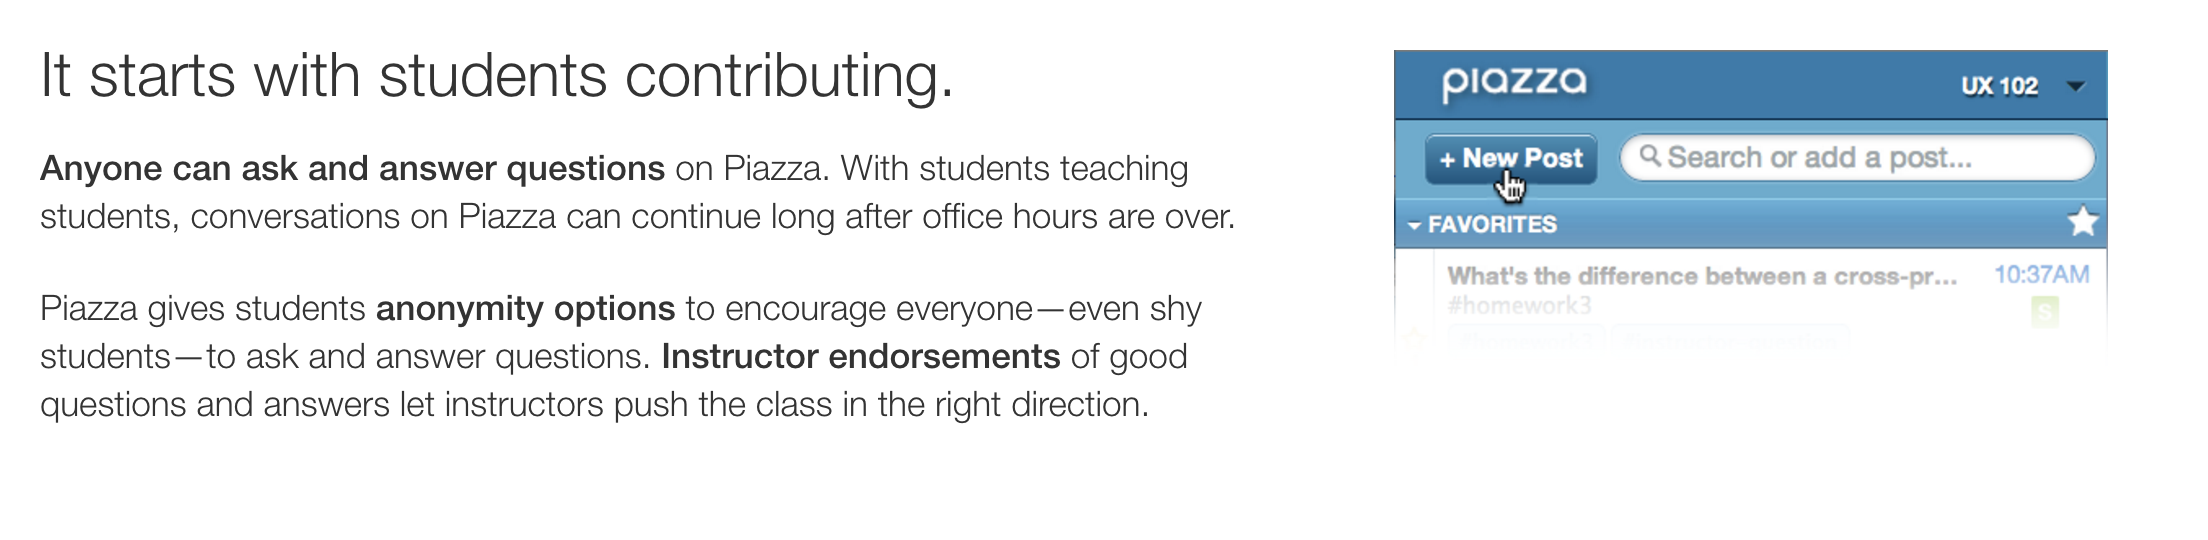 It starts with students contributing.
Anyone can ask and answer questions on Piazza. With students teaching
students, conversations on Piazza can continue long after office hours are over.
Piazza gives students anonymity options to encourage everyone—even shy
students—to ask and answer questions. Instructor endorsements of good
questions and answers let instructors push the class in the right direction.
piazza
UX 102
+ New Post
Search or add a post...
FAVORITES
What's the difference between a cross-pr...
10:37AM
#homework3
S